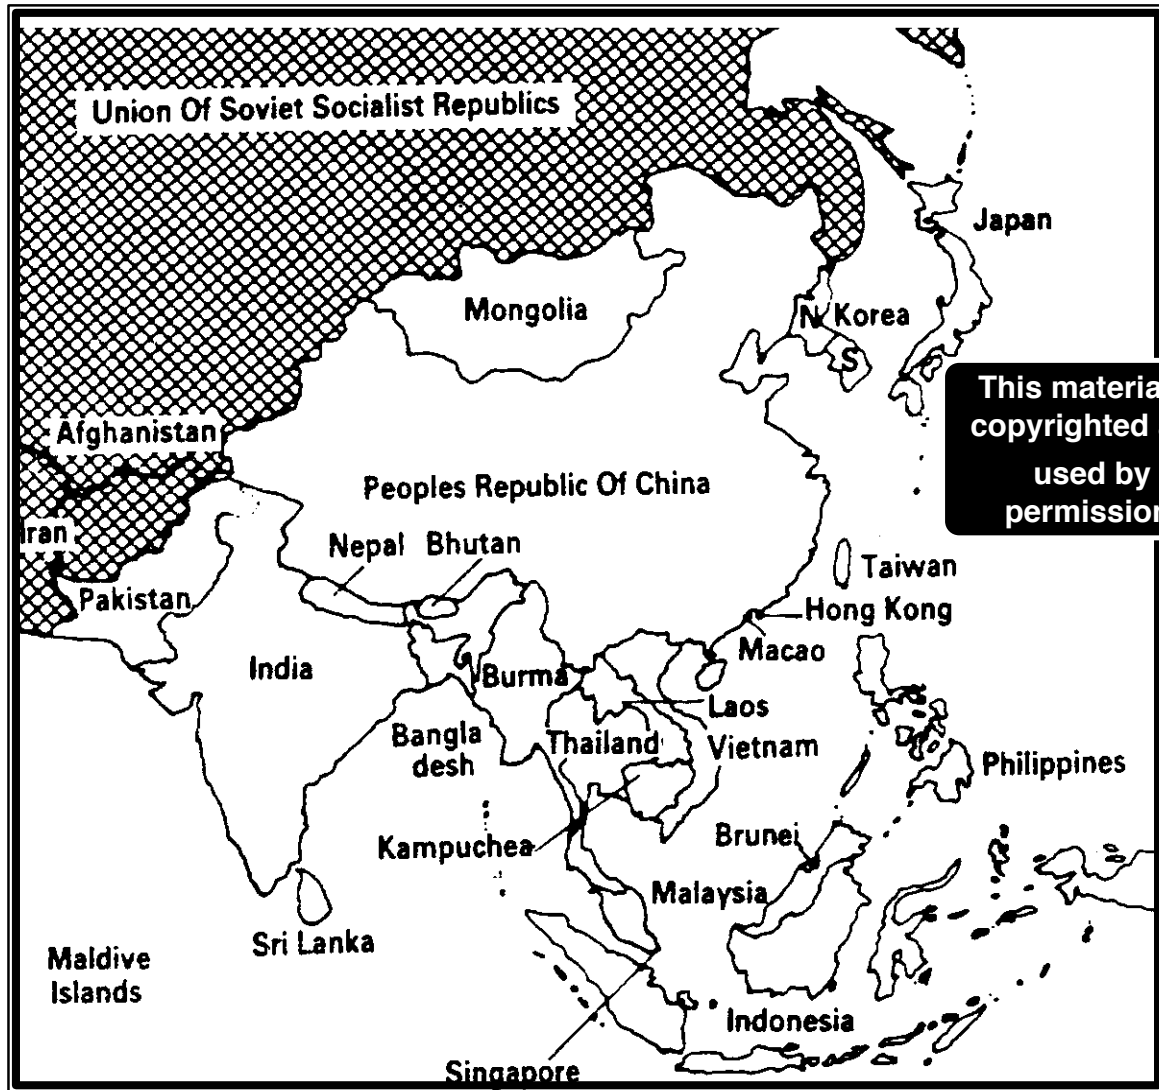 Union Of Soviet Socialist Republics
Japan
Mongolia
N Korea
S
This materia
copyrighted
used by
permission
Afghanistan
Peoples Republic Of China
Iran
Nepal Bhutan
Taiwan
Pakistan
Hong Kong
Macao
India
Burma
Laos
Bangla
desh
Thailand
Vietnam
Philippines
Kampuchea
Brunei
Malaysia
Sri Lanka
Maldive
Islands
Indonesia
Singapore